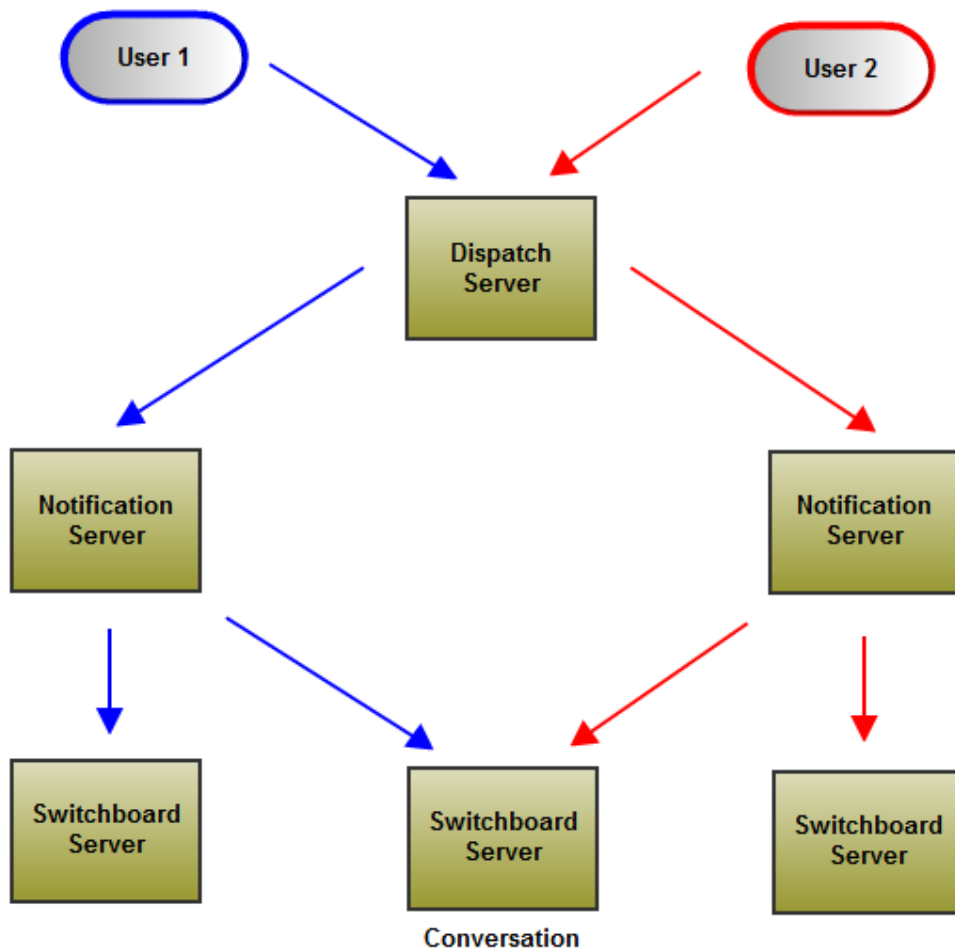 User 1
User 2
Dispatch
Server
Notification
Server
Notification
Server
Switchboard
Server
Switchboard
Server
Switchboard
Server
Conversation